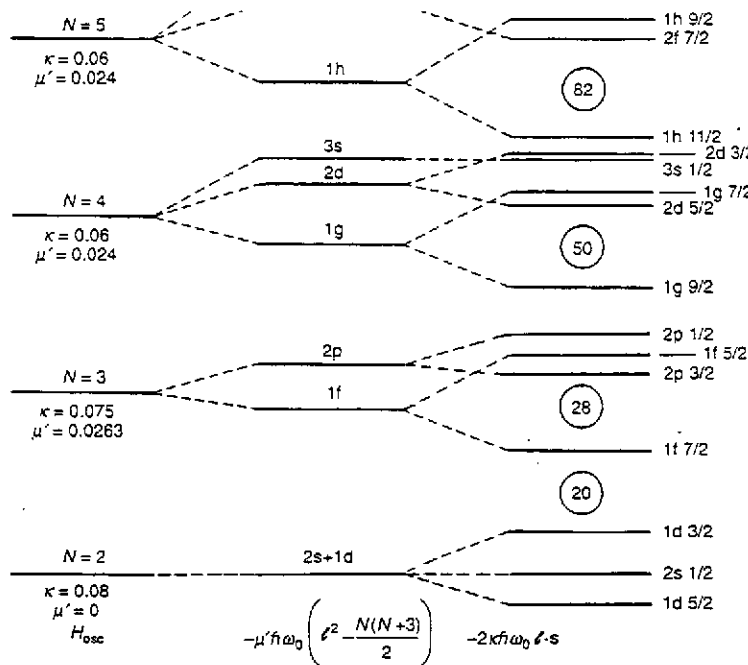 N = 5
κ = 0.06
μ′ = 0.024
1h
1h 9/2
2f 7/2
82
1h 11/2
N = 4
κ = 0.06
μ′ = 0.024
3s
2d
1g
2d 3/2
3s 1/2
1g 7/2
2d 5/2
50
1g 9/2
N = 3
κ = 0.075
μ′ = 0.0263
2p
1f
2p 1/2
1f 5/2
2p 3/2
28
1f 7/2
20
N = 2
κ = 0.08
μ′ = 0
H_osc
2s+1d
1d 3/2
2s 1/2
1d 5/2
-μ′ℏω₀(ℓ² - N(N+3)/2)
-2κℏω₀ ℓ·s